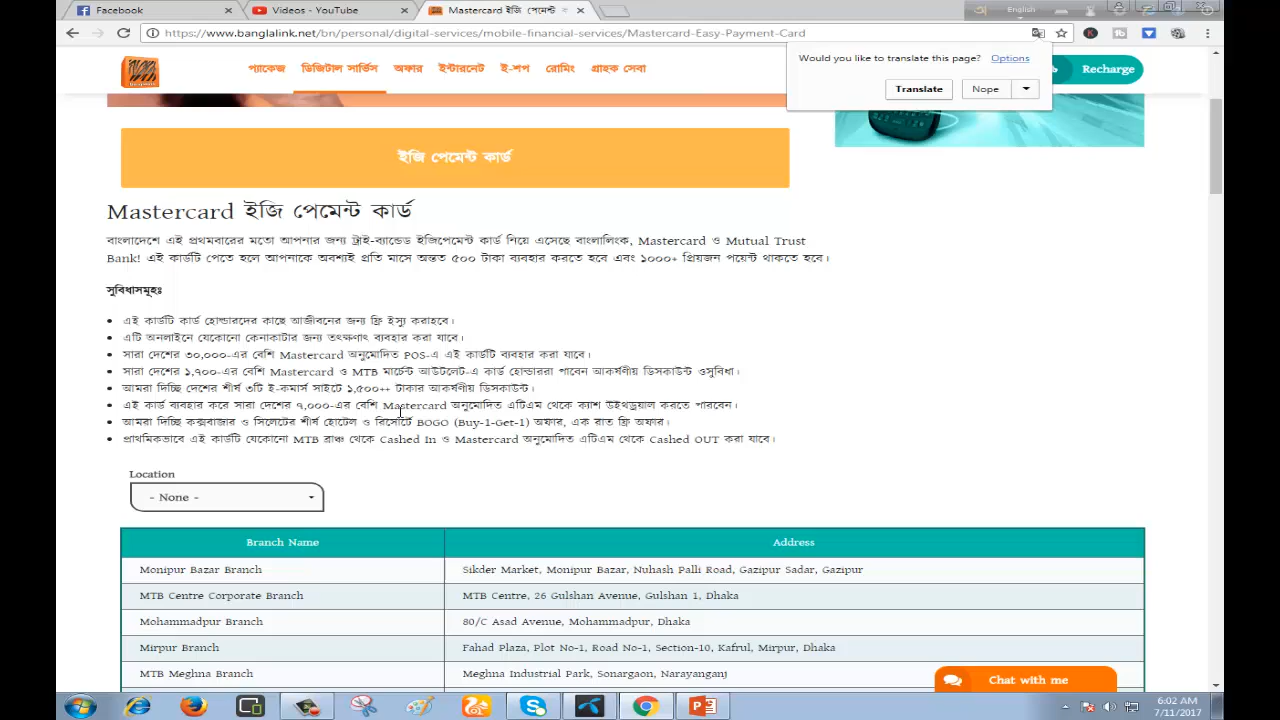 Facebook
Videos - YouTube
Mastercard ইজি পেমেন্ট
English
https://www.banglalink.net/bn/personal/digital-services/mobile-financial-services/Mastercard-Easy-Payment-Card
Would you like to translate this page? Options
Translate Nope
প্যাকেজ ডিজিটাল সার্ভিস অফার ইন্টারনেট ই-শপ রোমিং গ্রাহক সেবা
Recharge
ইজি পেমেন্ট কার্ড
Mastercard ইজি পেমেন্ট কার্ড
বাংলাদেশে এই প্রথমবারের মতো আপনার জন্য ট্রাই-ব্যান্ডেড ইজিপেমেন্ট কার্ড নিয়ে এসেছে বাংলালিংক, Mastercard ও Mutual Trust
Bank! এই কার্ডটি পেতে হলে আপনাকে অবশ্যই প্রতি মাসে অন্তত ৫০০ টাকা ব্যবহার করতে হবে এবং ১০০০+ প্রিয়জন পয়েন্ট থাকতে হবে।
সুবিধাসমূহঃ
এই কার্ডটি কার্ড হোল্ডারদের কাছে আজীবনের জন্য ফ্রি ইস্যু করাহবে।
এটি অনলাইনে যেকোনো কেনাকাটার জন্য তৎক্ষণাৎ ব্যবহার করা যাবে।
সারা দেশের ৩০,০০০-এর বেশি Mastercard অনুমোদিত POS-এ এই কার্ডটি ব্যবহার করা যাবে।
সারা দেশের ১,৭০০-এর বেশি Mastercard ও MTB মার্চেন্ট আউটলেট-এ কার্ড হোল্ডাররা পাবেন আকর্ষণীয় ডিসকাউন্ট ওসুবিধা।
আমরা দিচ্ছি দেশের শীর্ষ ৩টি ই-কমার্স সাইটে ১,৫০০++ টাকার আকর্ষণীয় ডিসকাউন্ট।
এই কার্ড ব্যবহার করে সারা দেশের ৭,০০০-এর বেশি Mastercard অনুমোদিত এটিএম থেকে ক্যাশ উইথড্রয়াল করতে পারবেন।
আমরা দিচ্ছি কক্সবাজার ও সিলেটের শীর্ষ হোটেল ও রিসোর্টে BOGO (Buy-1-Get-1) অফার, এক রাত ফ্রি অফার।
প্রাথমিকভাবে এই কার্ডটি যেকোনো MTB ব্রাঞ্চ থেকে Cashed In ও Mastercard অনুমোদিত এটিএম থেকে Cashed OUT করা যাবে।
Location
- None -
Branch Name Address
Monipur Bazar Branch Sikder Market, Monipur Bazar, Nuhash Palli Road, Gazipur Sadar, Gazipur
MTB Centre Corporate Branch MTB Centre, 26 Gulshan Avenue, Gulshan 1, Dhaka
Mohammadpur Branch 80/C Asad Avenue, Mohammadpur, Dhaka
Mirpur Branch Fahad Plaza, Plot No-1, Road No-1, Section-10, Kafrul, Mirpur, Dhaka
MTB Meghna Branch Meghna Industrial Park, Sonargaon, Narayanganj
Chat with me
6:02 AM
7/11/2017